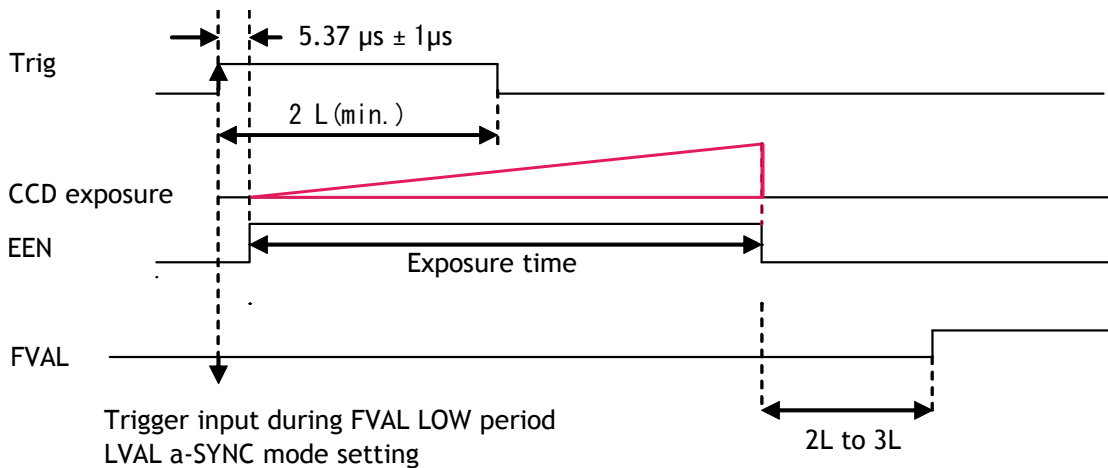 5.37 µs ± 1µs
Trig
2 L(min.)
CCD exposure
EEN
Exposure time
FVAL
Trigger input during FVAL LOW period
LVAL a-SYNC mode setting
2L to 3L